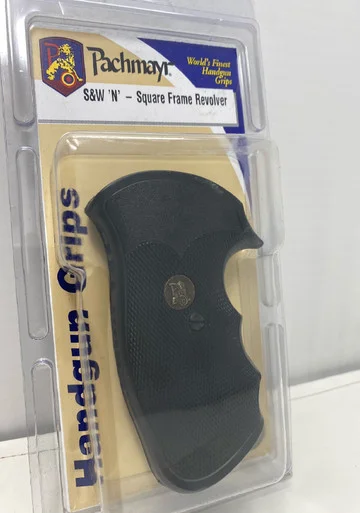 Pachmayr
World's Finest
Handgun
Grips
S&W 'N' – Square Frame Revolver
Handgun Grips